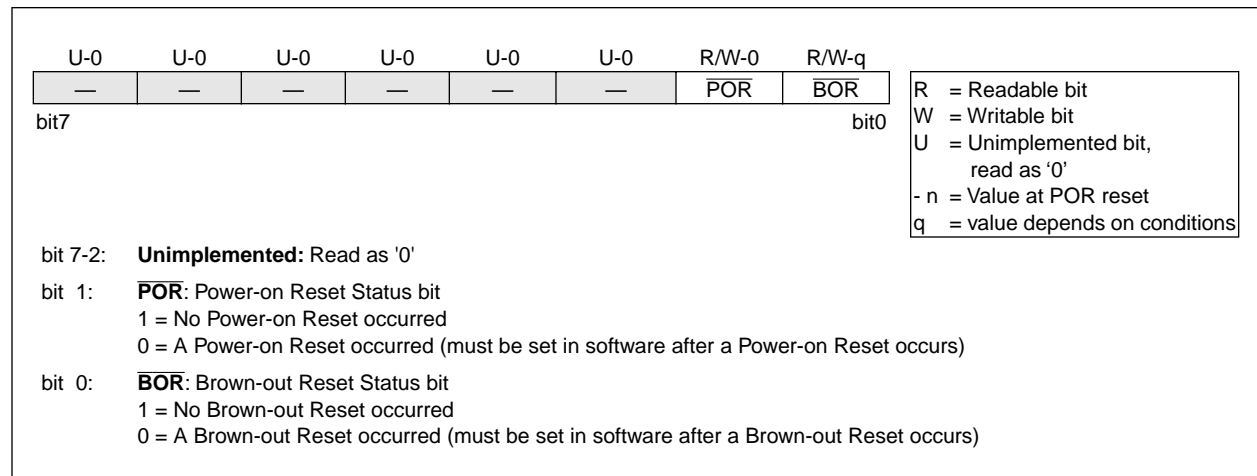 U-0 U-0 U-0 U-0 U-0 U-0 R/W-0 R/W-q
— — — — — — P̅O̅R̅ B̅O̅R̅
bit7 bit0
R = Readable bit
W = Writable bit
U = Unimplemented bit,
read as ‘0’
- n = Value at POR reset
q = value depends on conditions
bit 7-2: Unimplemented: Read as '0'
bit 1: P̅O̅R̅: Power-on Reset Status bit
1 = No Power-on Reset occurred
0 = A Power-on Reset occurred (must be set in software after a Power-on Reset occurs)
bit 0: B̅O̅R̅: Brown-out Reset Status bit
1 = No Brown-out Reset occurred
0 = A Brown-out Reset occurred (must be set in software after a Brown-out Reset occurs)